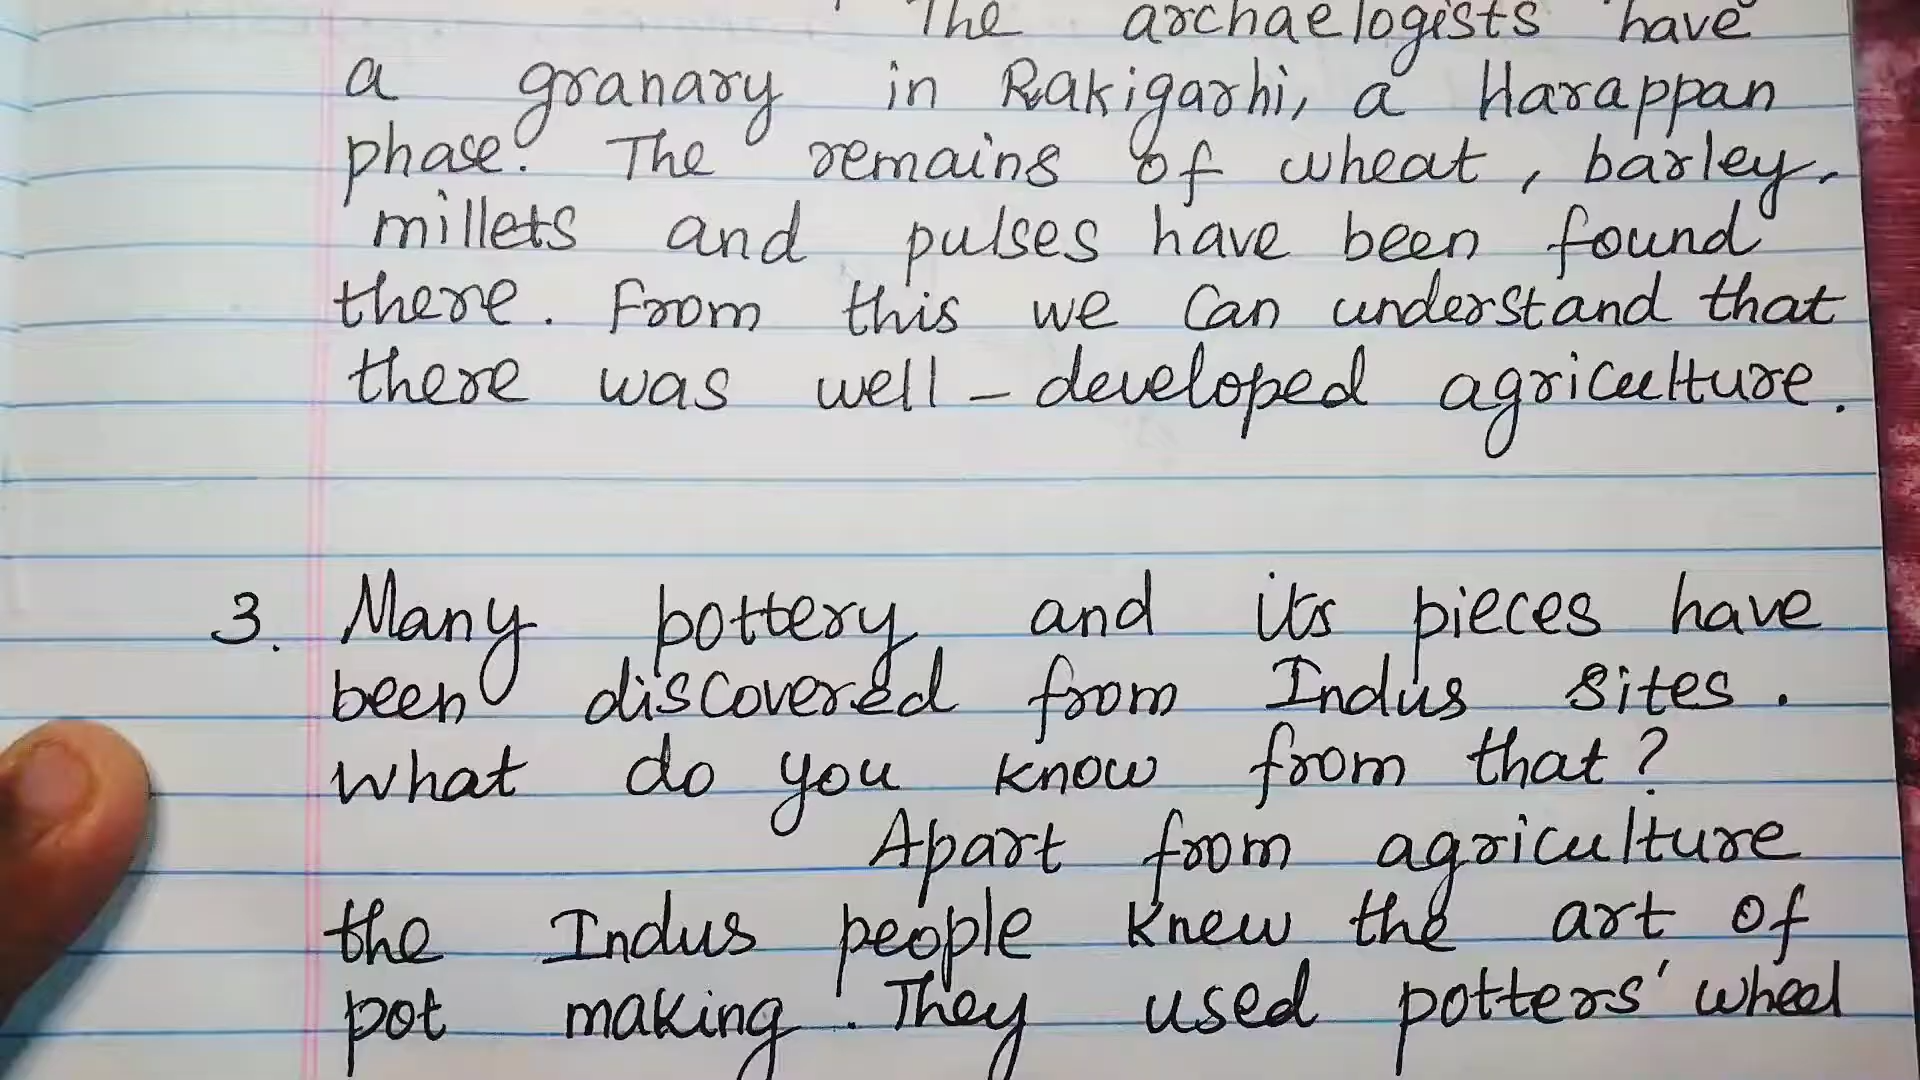 The archaelogists have
a granary in Rakigarhi, a Harappan
phase. The remains of wheat, barley,
millets and pulses have been found
there. From this we can understand that
there was well-developed agriculture.
3. Many pottery and its pieces have
been discovered from Indus sites.
What do you know from that?
Apart from agriculture
the Indus people knew the art of
pot making. They used potters' wheel